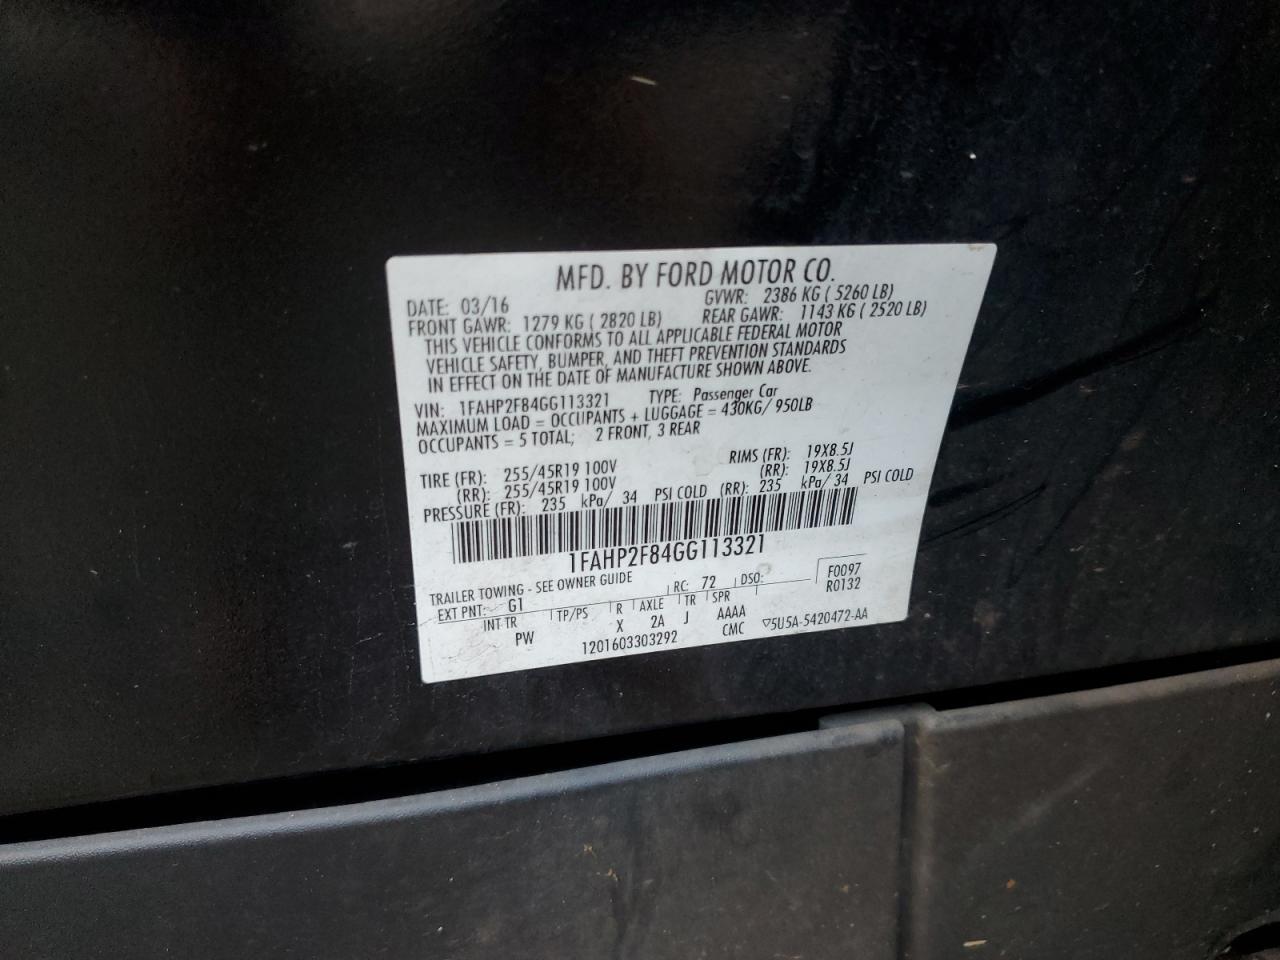 MFD. BY FORD MOTOR CO.
DATE: 03/16 GVWR: 2386 KG ( 5260 LB)
FRONT GAWR: 1279 KG ( 2820 LB) REAR GAWR: 1143 KG ( 2520 LB)
THIS VEHICLE CONFORMS TO ALL APPLICABLE FEDERAL MOTOR
VEHICLE SAFETY, BUMPER, AND THEFT PREVENTION STANDARDS
IN EFFECT ON THE DATE OF MANUFACTURE SHOWN ABOVE.
VIN: 1FAHP2F84GG113321 TYPE: Passenger Car
MAXIMUM LOAD = OCCUPANTS + LUGGAGE = 430KG/ 950LB
OCCUPANTS = 5 TOTAL; 2 FRONT, 3 REAR
TIRE (FR): 255/45R19 100V RIMS (FR): 19X8.5J
(RR): 255/45R19 100V (RR): 19X8.5J
PRESSURE (FR): 235 kPa/ 34 PSI COLD (RR): 235 kPa/ 34 PSI COLD
1FAHP2F84GG113321
TRAILER TOWING - SEE OWNER GUIDE
EXT PNT: G1 RC: 72 DSO: F0097
R0132
INT TR TP/PS R AXLE TR SPR
PW X 2A J AAAA
1201603303292 CMC ▽5U5A-5420472-AA